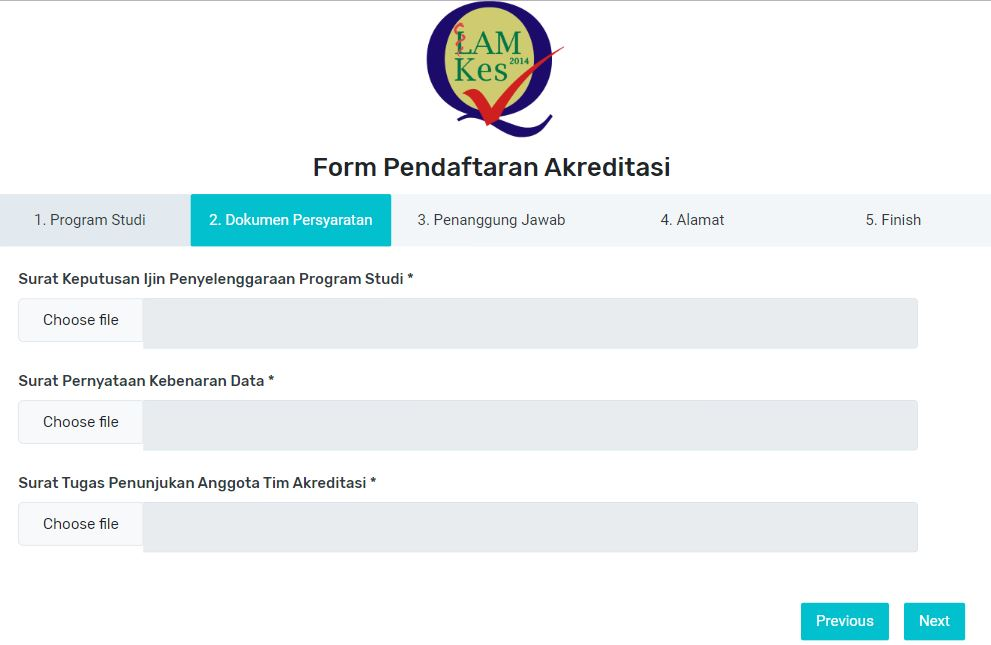 LAM
Kes 2014
Form Pendaftaran Akreditasi
1. Program Studi
2. Dokumen Persyaratan
3. Penanggung Jawab
4. Alamat
5. Finish
Surat Keputusan Ijin Penyelenggaraan Program Studi *
Choose file
Surat Pernyataan Kebenaran Data *
Choose file
Surat Tugas Penunjukan Anggota Tim Akreditasi *
Choose file
Previous
Next